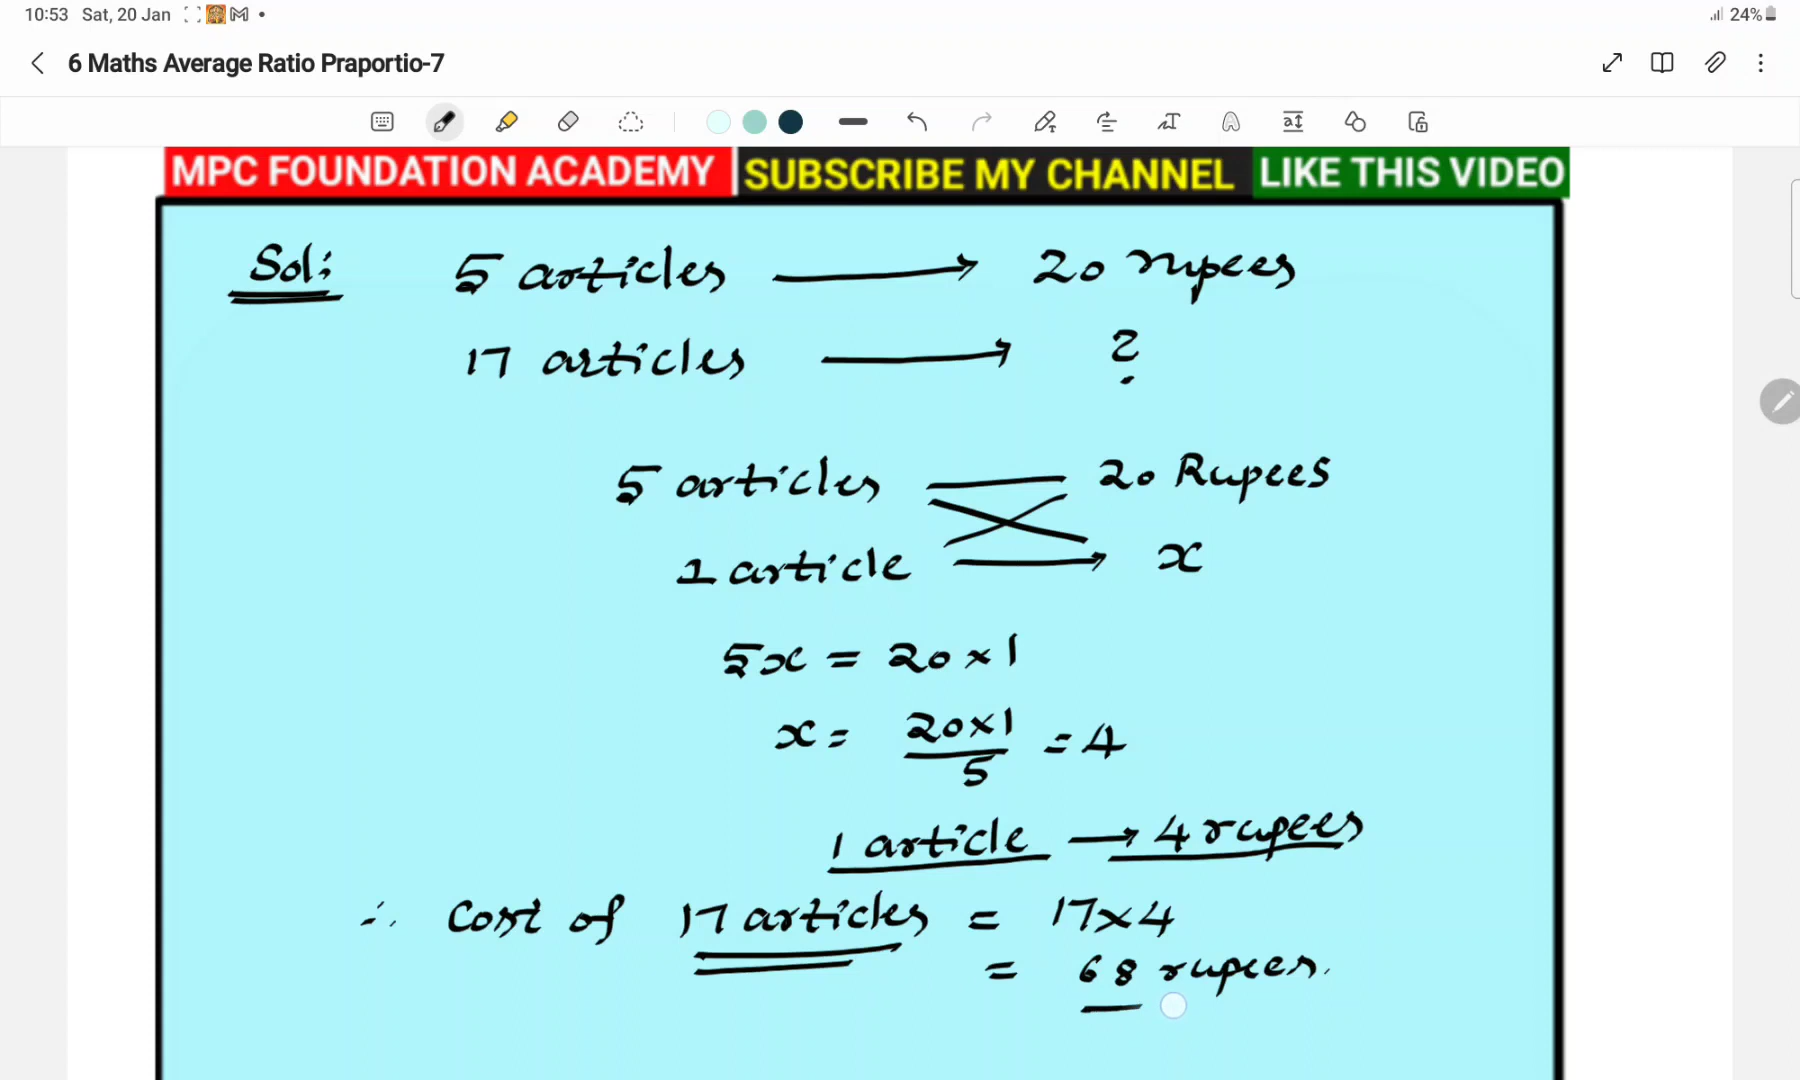 10:53 Sat, 20 Jan 24%
6 Maths Average Ratio Praportio-7
MPC FOUNDATION ACADEMY SUBSCRIBE MY CHANNEL LIKE THIS VIDEO
Sol: 5 articles → 20 rupees
17 articles → ?
5 articles 20 Rupees
1 article → x
5x = 20×1
x = 20×1/5 = 4
1 article → 4 rupees
∴ Cost of 17 articles = 17×4
= 68 rupees.